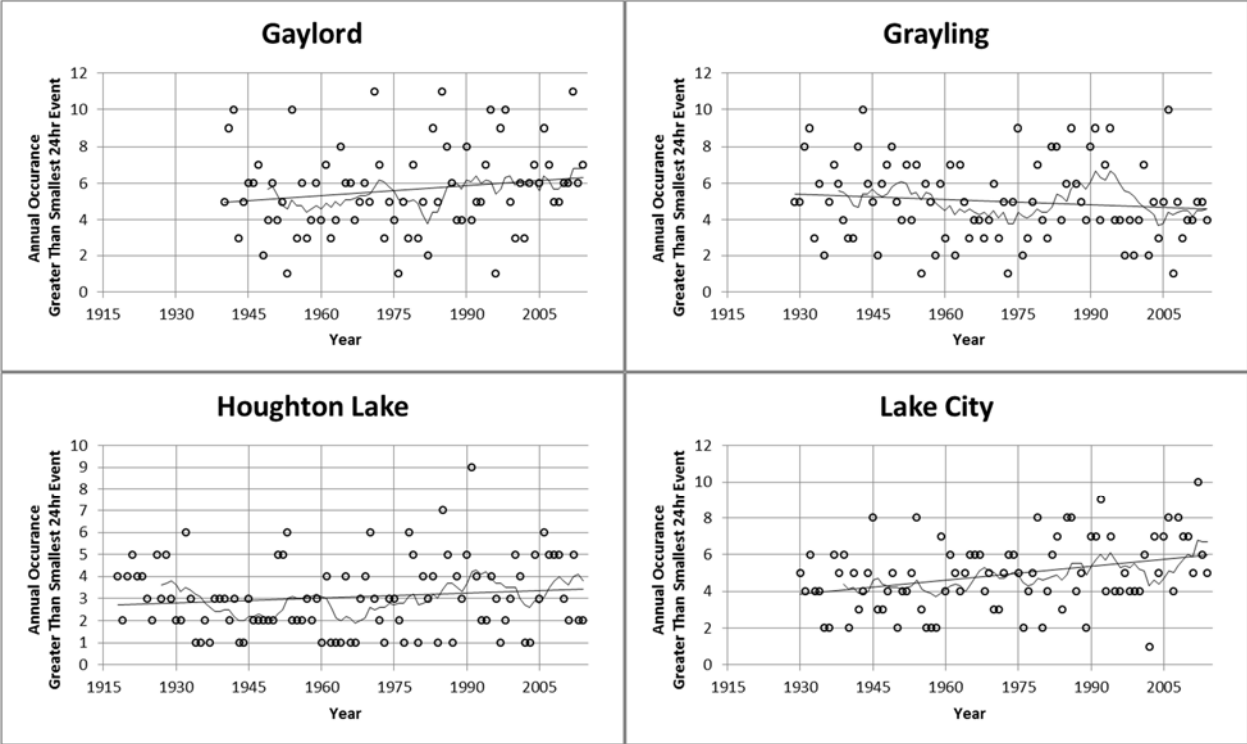 Gaylord
Annual Occurance
Greater Than Smallest 24hr Event
12
10
8
6
4
2
0
1915 1930 1945 1960 1975 1990 2005
Year
Grayling
Annual Occurance
Greater Than Smallest 24hr Event
12
10
8
6
4
2
0
1915 1930 1945 1960 1975 1990 2005
Year
Houghton Lake
Annual Occurance
Greater Than Smallest 24hr Event
10
9
8
7
6
5
4
3
2
1
0
1915 1930 1945 1960 1975 1990 2005
Year
Lake City
Annual Occurance
Greater Than Smallest 24hr Event
12
10
8
6
4
2
0
1915 1930 1945 1960 1975 1990 2005
Year